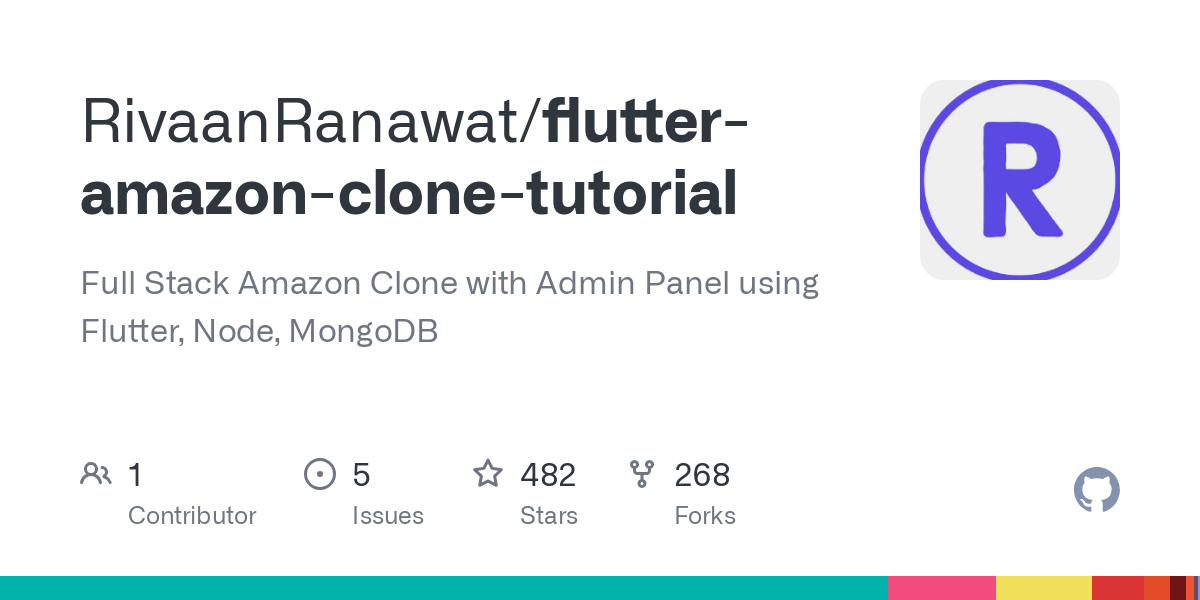 RivaanRanawat/flutter-
amazon-clone-tutorial
R
Full Stack Amazon Clone with Admin Panel using
Flutter, Node, MongoDB
1
Contributor
5
Issues
482
Stars
268
Forks